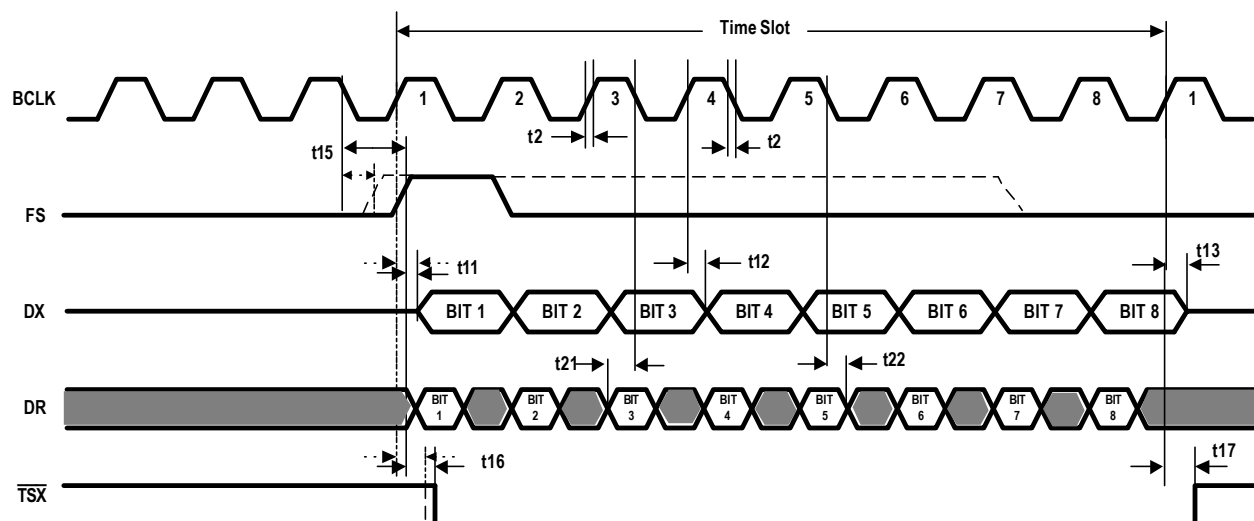 Time Slot
BCLK 1 2 3 4 5 6 7 8 1
t2 t2
t15
FS
t11 t12 t13
DX BIT 1 BIT 2 BIT 3 BIT 4 BIT 5 BIT 6 BIT 7 BIT 8
t21 t22
DR BIT 1 BIT 2 BIT 3 BIT 4 BIT 5 BIT 6 BIT 7 BIT 8
t16 t17
TSX